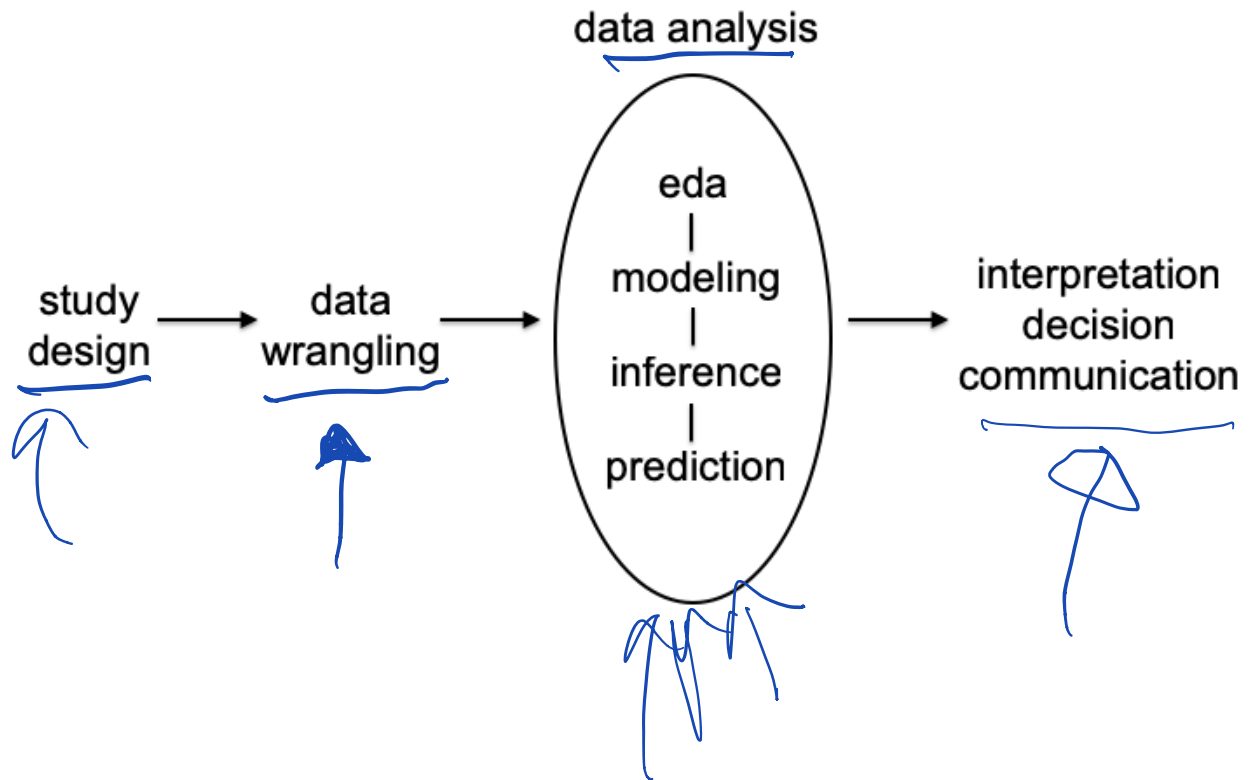 data analysis
study
design
data
wrangling
eda
modeling
inference
prediction
interpretation
decision
communication